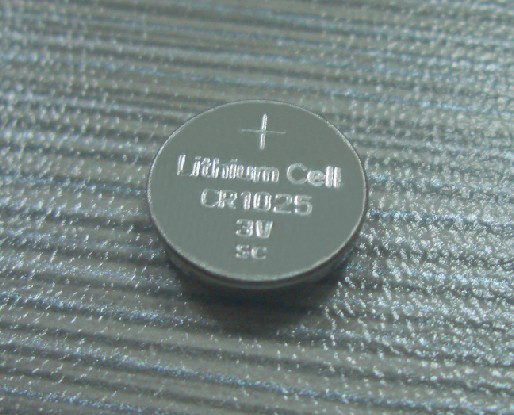 +
Lithium Cell
CR1025
3V
SC